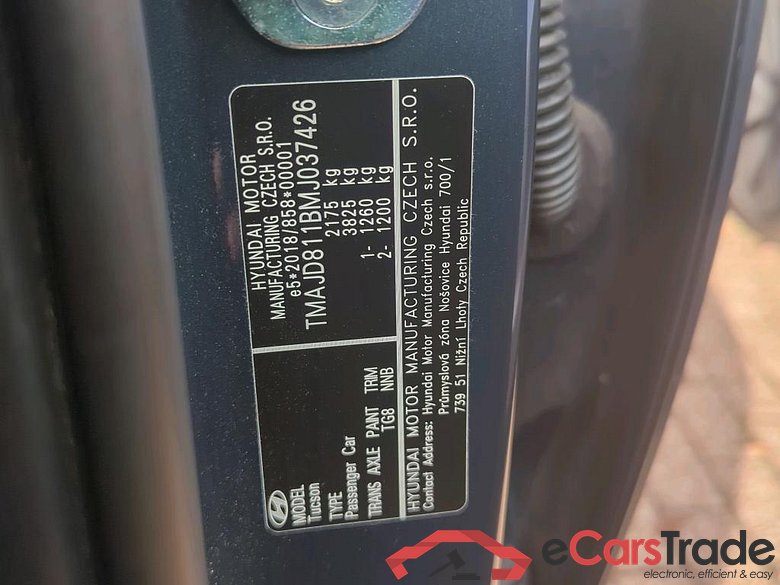 HYUNDAI MOTOR
MANUFACTURING CZECH S.R.O.
e5*2018/858*00001
TMAJD811BMJ037426
2175 kg
3825 kg
1- 1260 kg
2- 1200 kg
MODEL
Tucson
TYPE
Passenger Car
TRANS AXLE PAINT TRIM
TG8 NNB
HYUNDAI MOTOR MANUFACTURING CZECH S.R.O.
Contact Address: Hyundai Motor Manufacturing Czech s.r.o.
Průmyslová zóna Nošovice Hyundai 700/1
739 51 Nižní Lhoty Czech Republic
eCarsTrade
electronic, efficient & easy